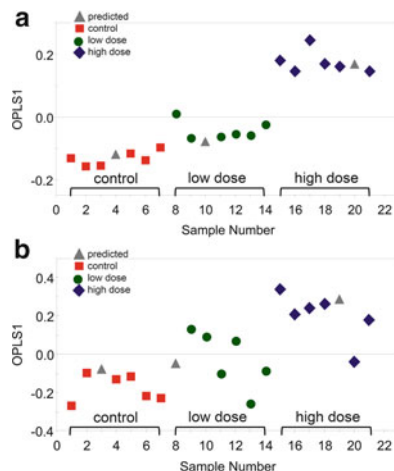 a
predicted
control
low dose
high dose
0.2
0.0
-0.2
OPLS1
control
low dose
high dose
0 2 4 6 8 10 12 14 16 18 20 22
Sample Number
b
predicted
control
low dose
high dose
0.4
0.2
0.0
-0.2
-0.4
OPLS1
control
low dose
high dose
0 2 4 6 8 10 12 14 16 18 20 22
Sample Number